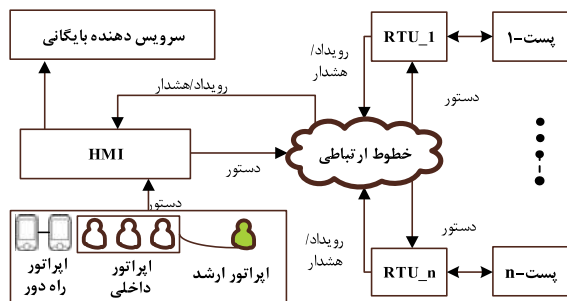 سرویس دهنده بایگانی
رویداد/
هشدار
RTU_1
پست-1
دستور
رویداد/هشدار
HMI
خطوط ارتباطی
دستور
دستور
رویداد/
هشدار
دستور
اپراتور
راه دور
اپراتور
داخلی
اپراتور ارشد
RTU_n
پست-n